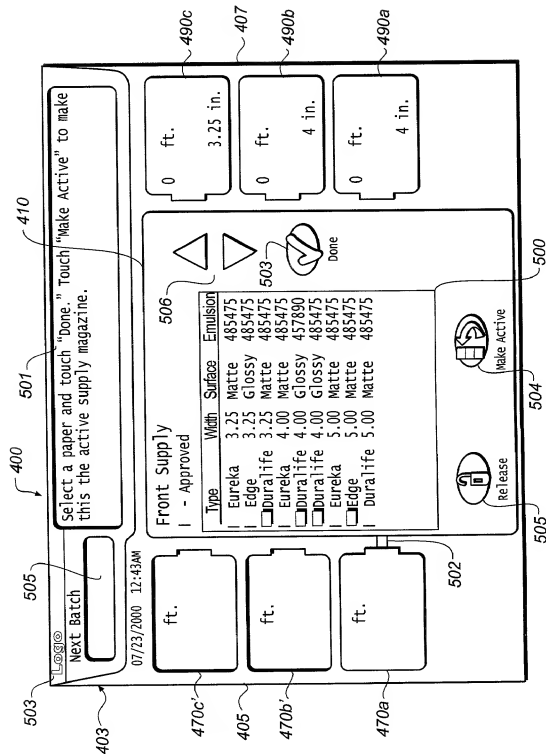 400
501
410
503
505
Logo
Next Batch
Select a paper and touch "Done." Touch "Make Active" to make
this the active supply magazine.
403
07/23/2000 12:43AM
Front Supply
| - Approved
506
Type Width Surface Emulsion
| Eureka 3.25 Matte 485475
| Edge 3.25 Glossy 485475
Duralife 3.25 Matte 485475
| Eureka 4.00 Matte 485475
Duralife 4.00 Glossy 457890
Duralife 4.00 Glossy 485475
| Eureka 5.00 Matte 485475
Edge 5.00 Glossy 485475
| Duralife 5.00 Matte 485475
503
Done
470c'
ft.
405
470b'
ft.
470a
ft.
502
0 ft.
3.25 in.
490c
407
0 ft.
4 in.
490b
0 ft.
4 in.
490a
500
505
Release
504
Make Active